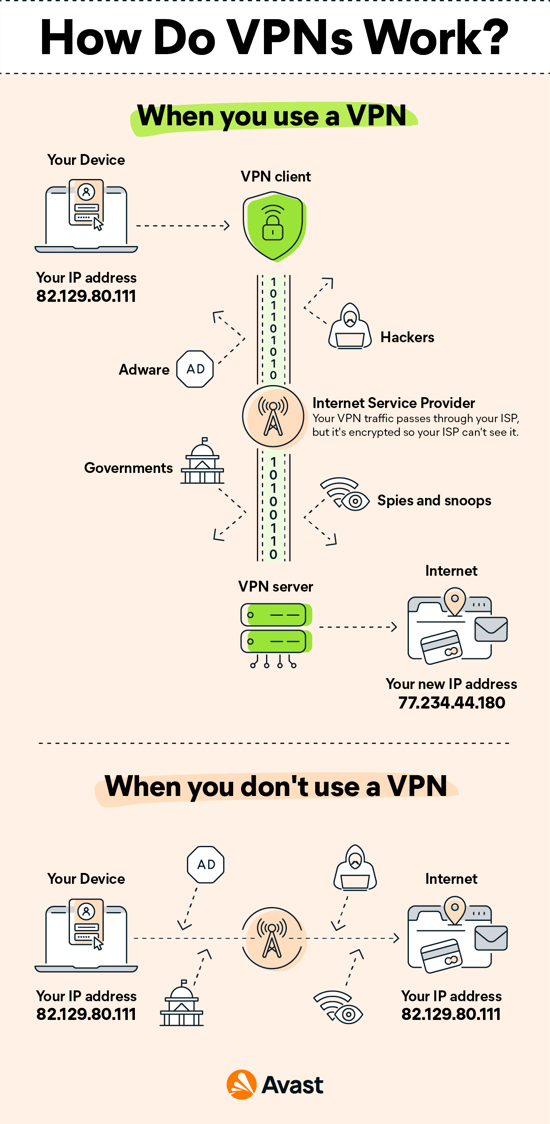 How Do VPNs Work?
When you use a VPN
Your Device
VPN client
Your IP address
82.129.80.111
1
0
1
1
0
1
0
1
0
Hackers
Adware
AD
Internet Service Provider
Your VPN traffic passes through your ISP,
but it's encrypted so your ISP can't see it.
Governments
1
0
1
0
0
1
1
0
Spies and snoops
VPN server
Internet
Your new IP address
77.234.44.180
When you don't use a VPN
AD
Your Device
Internet
Your IP address
82.129.80.111
Your IP address
82.129.80.111
Avast